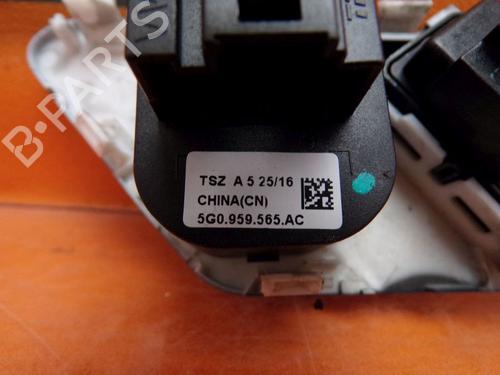 B-PARTS
TSZ A 5 25/16
CHINA(CN)
5G0.959.565.AC